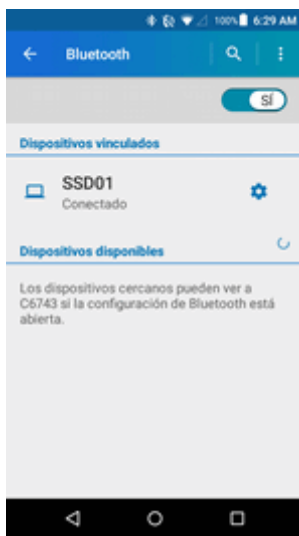 100% 6:29 AM
Bluetooth
SÍ
Dispositivos vinculados
SSD01
Conectado
Dispositivos disponibles
Los dispositivos cercanos pueden ver a
C6743 si la configuración de Bluetooth está
abierta.